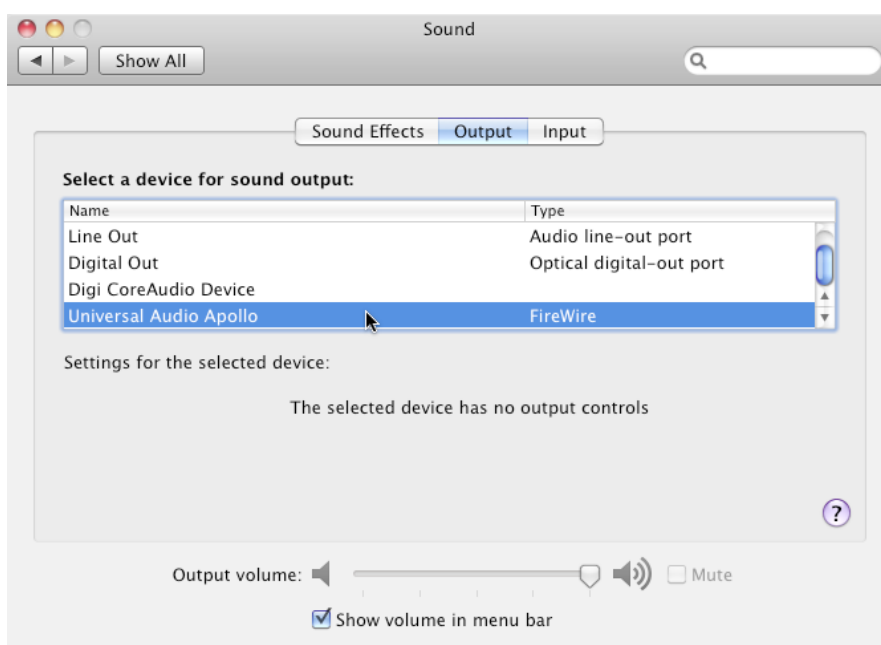 Sound
Show All
Sound Effects Output Input
Select a device for sound output:
Name Type
Line Out Audio line-out port
Digital Out Optical digital-out port
Digi CoreAudio Device
Universal Audio Apollo FireWire
Settings for the selected device:
The selected device has no output controls
?
Output volume: Mute
Show volume in menu bar